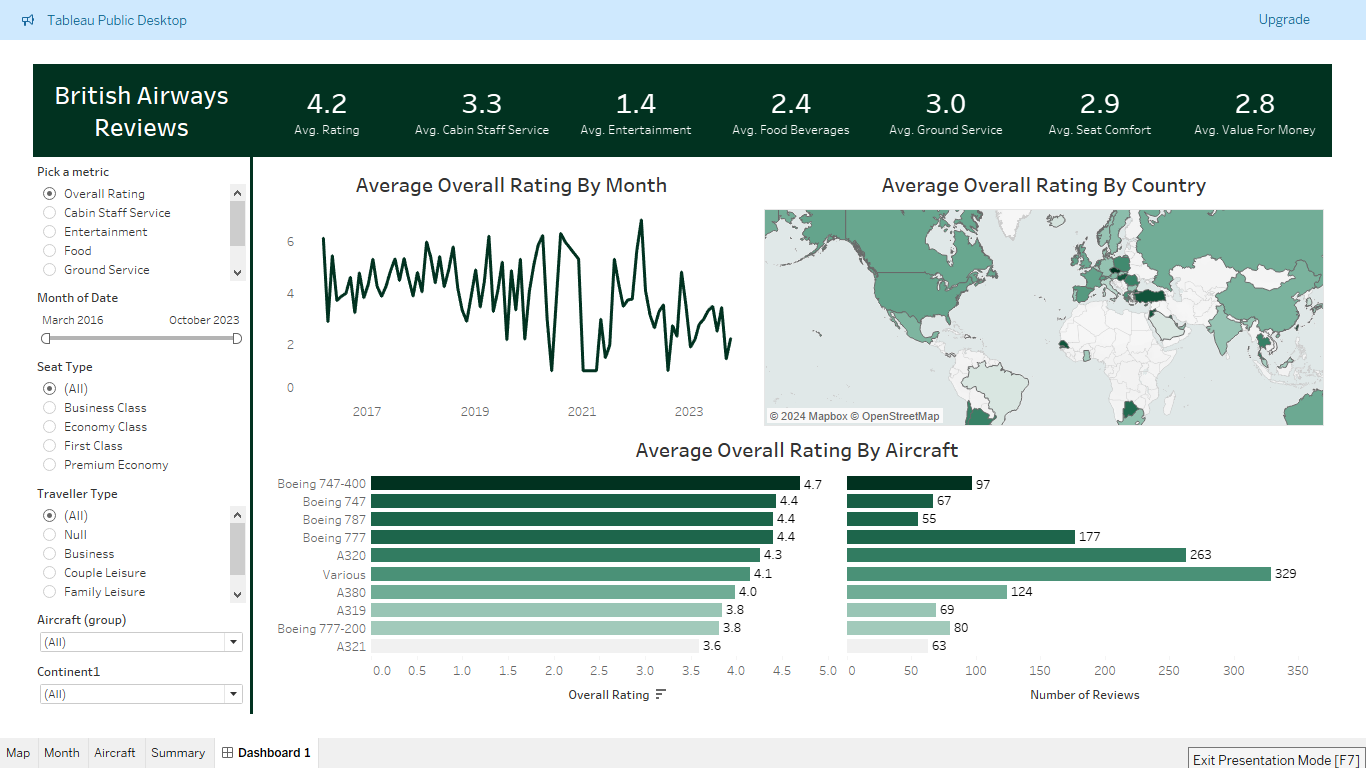 Tableau Public Desktop
Upgrade
British Airways
Reviews
4.2
Avg. Rating
3.3
Avg. Cabin Staff Service
1.4
Avg. Entertainment
2.4
Avg. Food Beverages
3.0
Avg. Ground Service
2.9
Avg. Seat Comfort
2.8
Avg. Value For Money
Pick a metric
Overall Rating
Cabin Staff Service
Entertainment
Food
Ground Service
Month of Date
March 2016 October 2023
Seat Type
(All)
Business Class
Economy Class
First Class
Premium Economy
Traveller Type
(All)
Null
Business
Couple Leisure
Family Leisure
Aircraft (group)
(All)
Continent1
(All)
Average Overall Rating By Month
6
4
2
0
2017 2019 2021 2023
Average Overall Rating By Country
© 2024 Mapbox © OpenStreetMap
Average Overall Rating By Aircraft
Boeing 747-400 4.7 97
Boeing 747 4.4 67
Boeing 787 4.4 55
Boeing 777 4.4 177
A320 4.3 263
Various 4.1 329
A380 4.0 124
A319 3.8 69
Boeing 777-200 3.8 80
A321 3.6 63
0.0 0.5 1.0 1.5 2.0 2.5 3.0 3.5 4.0 4.5 5.0
0 50 100 150 200 250 300 350
Overall Rating
Number of Reviews
Map Month Aircraft Summary Dashboard 1
Exit Presentation Mode [F7]